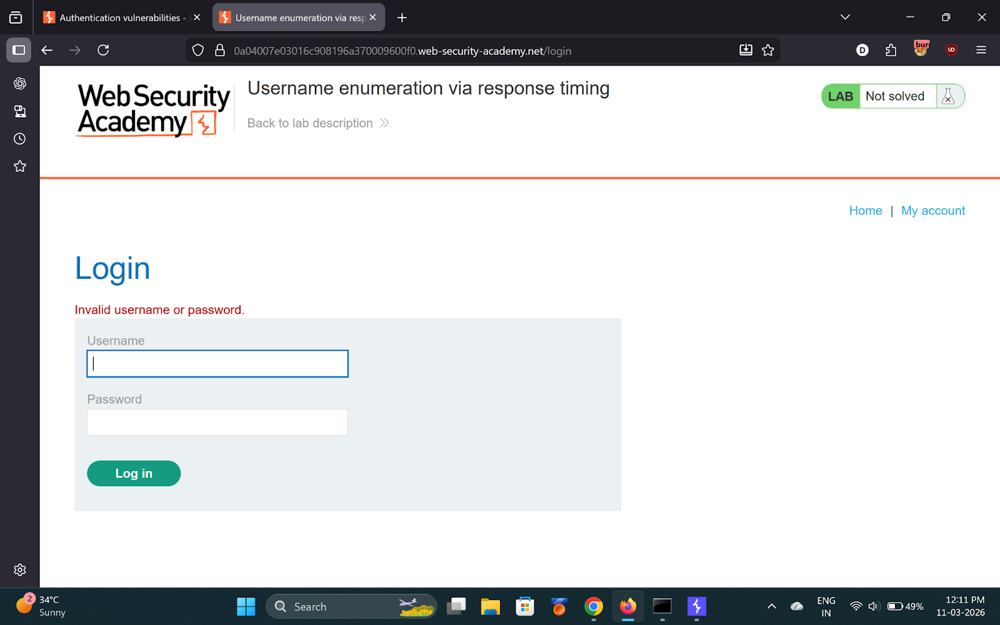 Authentication vulnerabilities -
Username enumeration via resp
0a04007e03016c908196a370009600f0.web-security-academy.net/login
D
bur
Web Security
Academy
Username enumeration via response timing
Back to lab description
LAB Not solved
Home | My account
Login
Invalid username or password.
Username
Password
Log in
2
34°C
Sunny
Search
ENG
IN
49%
12:11 PM
11-03-2026